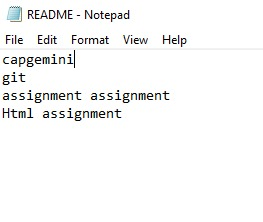 README - Notepad
File Edit Format View Help
capgemini
git
assignment assignment
Html assignment